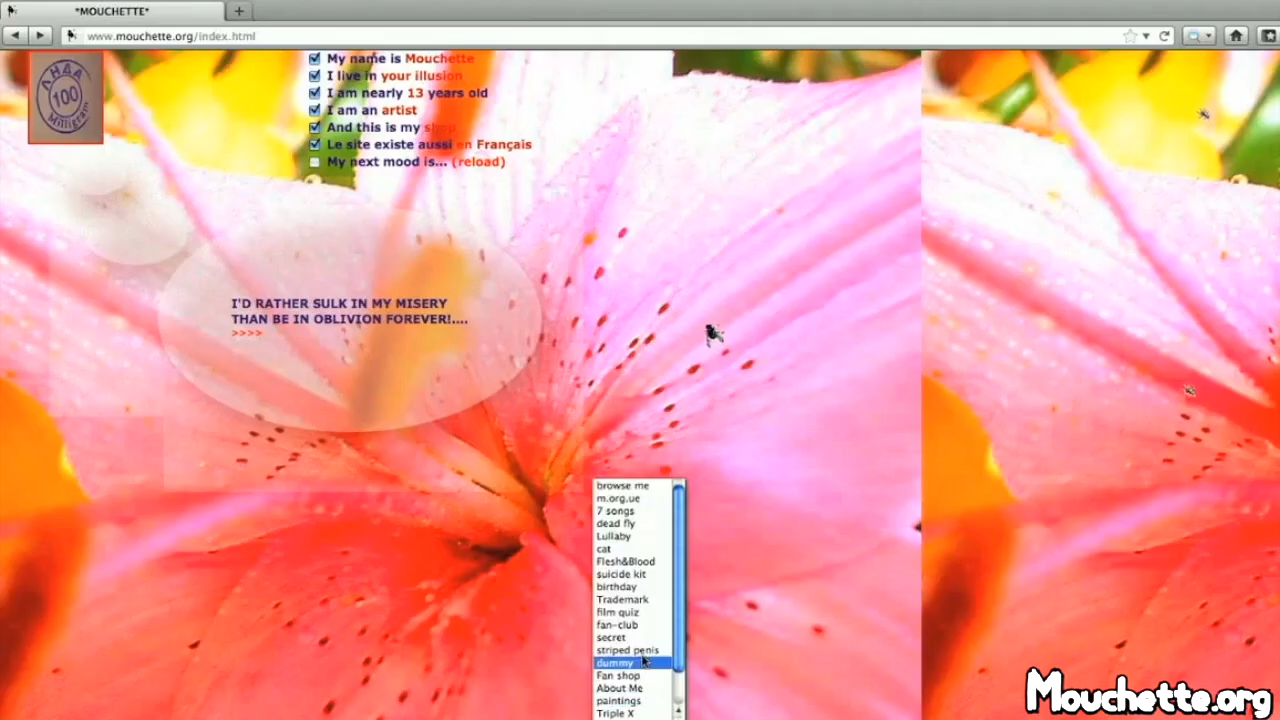 *MOUCHETTE*
www.mouchette.org/index.html
My name is Mouchette
I live in your illusion
I am nearly 13 years old
I am an artist
And this is my shop
Le site existe aussi en Français
My next mood is... (reload)
ΛΗΔΑ
100
Milligram
I'D RATHER SULK IN MY MISERY
THAN BE IN OBLIVION FOREVER!....
>>>>
browse me
m.org.ue
7 songs
dead fly
Lullaby
cat
Flesh&Blood
suicide kit
birthday
Trademark
film quiz
fan-club
secret
striped penis
dummy
Fan shop
About Me
paintings
Triple X
Mouchette.org